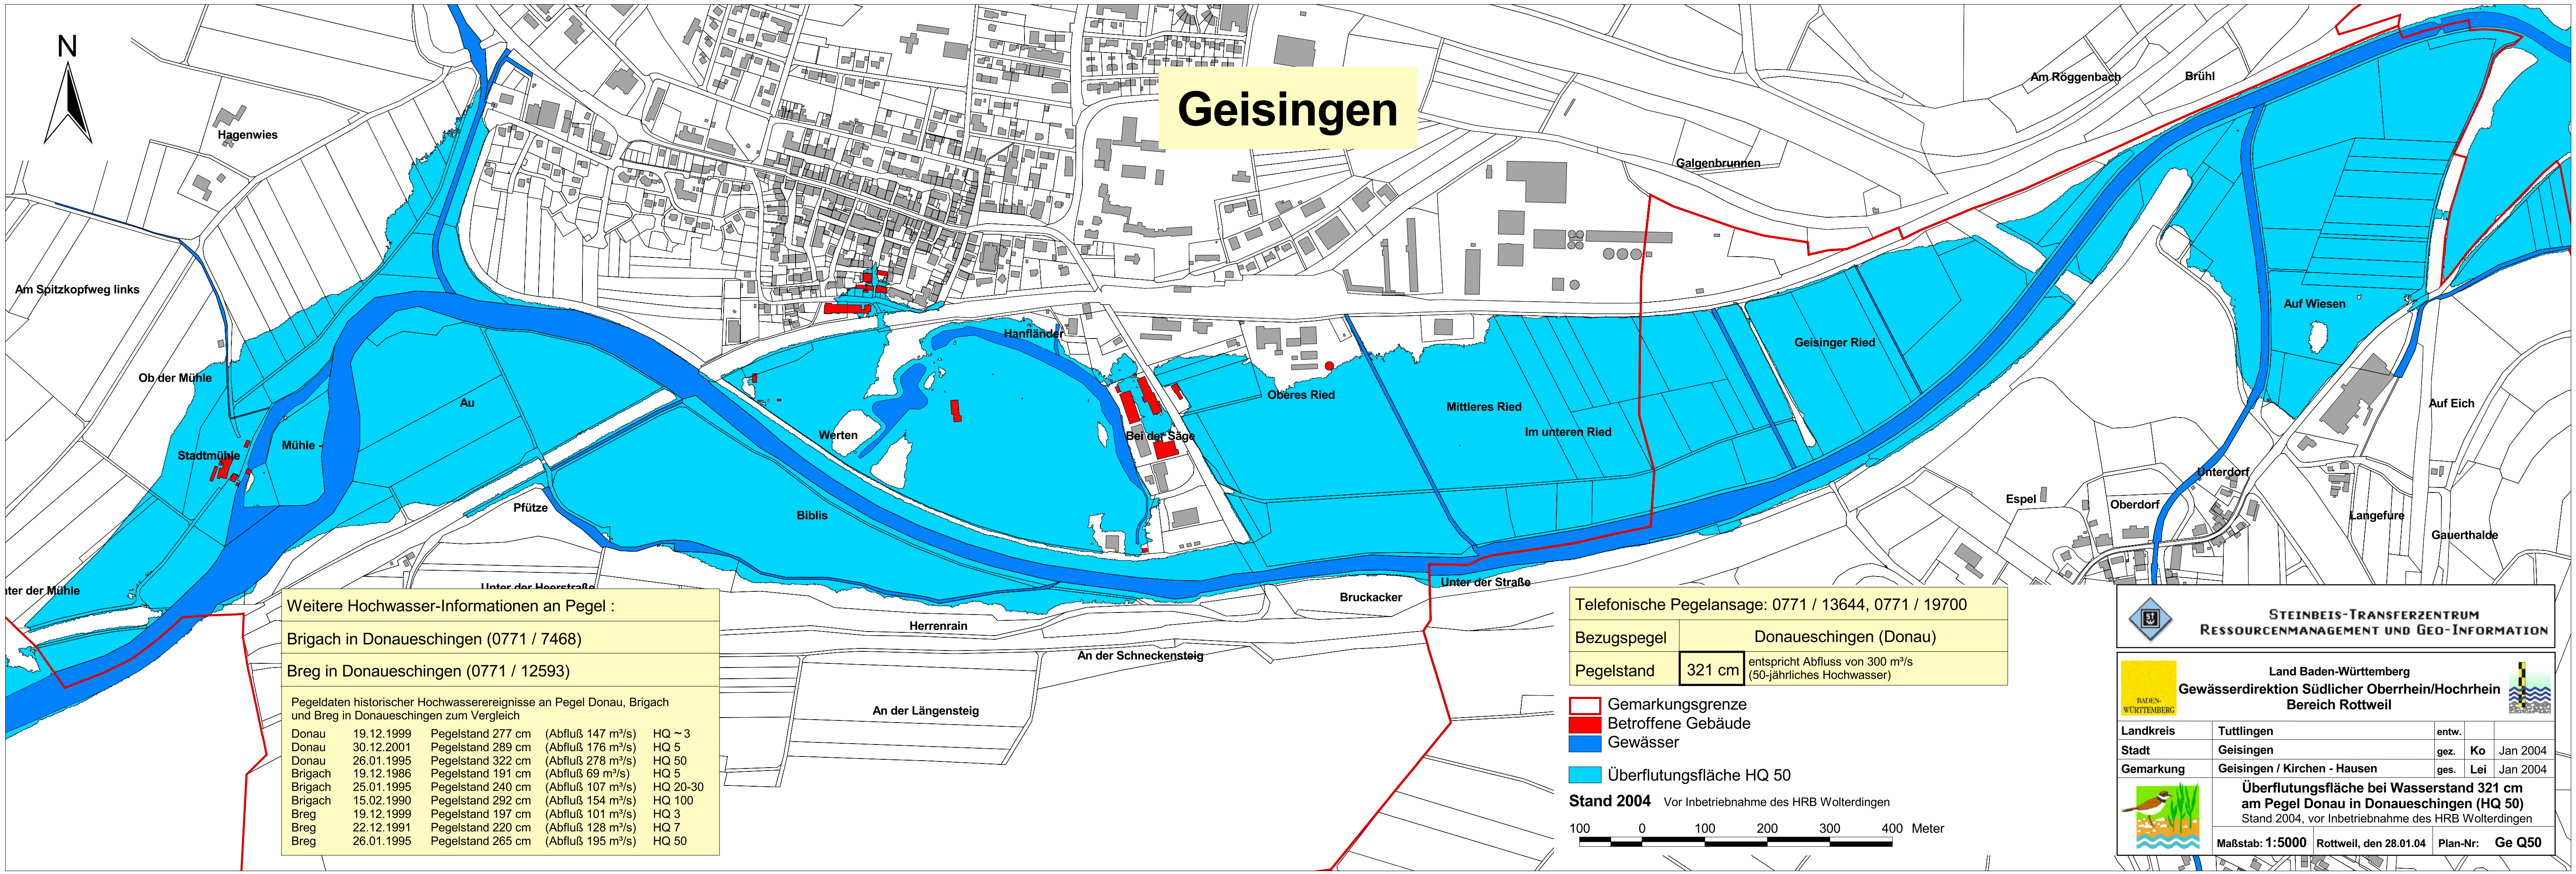 N
Geisingen
Hagenwies
Am Röggenbach
Brühl
Galgenbrunnen
Am Spitzkopfweg links
Auf Wiesen
Hanfländer
Geisinger Ried
Ob der Mühle
Au
Oberes Ried
Mittleres Ried
Auf Eich
Werten
Bei der Säge
Im unteren Ried
Mühle -
Stadtmühle
Unterdorf
Espel
Oberdorf
Pfütze
Biblis
Langefure
Gauerthalde
Unter der Heerstraße
nter der Mühle
Unter der Straße
Bruckacker
Herrenrain
An der Schneckensteig
An der Längensteig
Weitere Hochwasser-Informationen an Pegel :
Brigach in Donaueschingen (0771 / 7468)
Breg in Donaueschingen (0771 / 12593)
Pegeldaten historischer Hochwasserereignisse an Pegel Donau, Brigach
und Breg in Donaueschingen zum Vergleich
Donau 19.12.1999 Pegelstand 277 cm (Abfluß 147 m³/s) HQ ~ 3
Donau 30.12.2001 Pegelstand 289 cm (Abfluß 176 m³/s) HQ 5
Donau 26.01.1995 Pegelstand 322 cm (Abfluß 278 m³/s) HQ 50
Brigach 19.12.1986 Pegelstand 191 cm (Abfluß 69 m³/s) HQ 5
Brigach 25.01.1995 Pegelstand 240 cm (Abfluß 107 m³/s) HQ 20-30
Brigach 15.02.1990 Pegelstand 292 cm (Abfluß 154 m³/s) HQ 100
Breg 19.12.1999 Pegelstand 197 cm (Abfluß 101 m³/s) HQ 3
Breg 22.12.1991 Pegelstand 220 cm (Abfluß 128 m³/s) HQ 7
Breg 26.01.1995 Pegelstand 265 cm (Abfluß 195 m³/s) HQ 50
Telefonische Pegelansage: 0771 / 13644, 0771 / 19700
Bezugspegel Donaueschingen (Donau)
Pegelstand 321 cm entspricht Abfluss von 300 m³/s
(50-jährliches Hochwasser)
Gemarkungsgrenze
Betroffene Gebäude
Gewässer
Überflutungsfläche HQ 50
Stand 2004 Vor Inbetriebnahme des HRB Wolterdingen
100 0 100 200 300 400 Meter
STEINBEIS-TRANSFERZENTRUM
RESSOURCENMANAGEMENT UND GEO-INFORMATION
Land Baden-Württemberg
Gewässerdirektion Südlicher Oberrhein/Hochrhein
Bereich Rottweil
BADEN-
WÜRTTEMBERG
Landkreis Tuttlingen entw.
Stadt Geisingen gez. Ko Jan 2004
Gemarkung Geisingen / Kirchen - Hausen ges. Lei Jan 2004
Überflutungsfläche bei Wasserstand 321 cm
am Pegel Donau in Donaueschingen (HQ 50)
Stand 2004, vor Inbetriebnahme des HRB Wolterdingen
Maßstab: 1:5000 Rottweil, den 28.01.04 Plan-Nr: Ge Q50